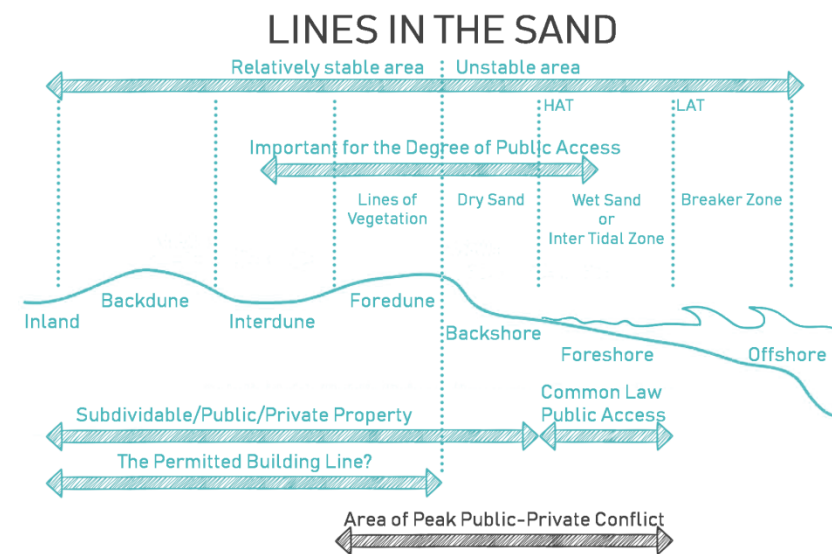 LINES IN THE SAND
Relatively stable area
Unstable area
HAT
LAT
Important for the Degree of Public Access
Lines of
Vegetation
Dry Sand
Wet Sand
or
Inter Tidal Zone
Breaker Zone
Inland
Backdune
Interdune
Foredune
Backshore
Foreshore
Offshore
Subdividable/Public/Private Property
Common Law
Public Access
The Permitted Building Line?
Area of Peak Public-Private Conflict